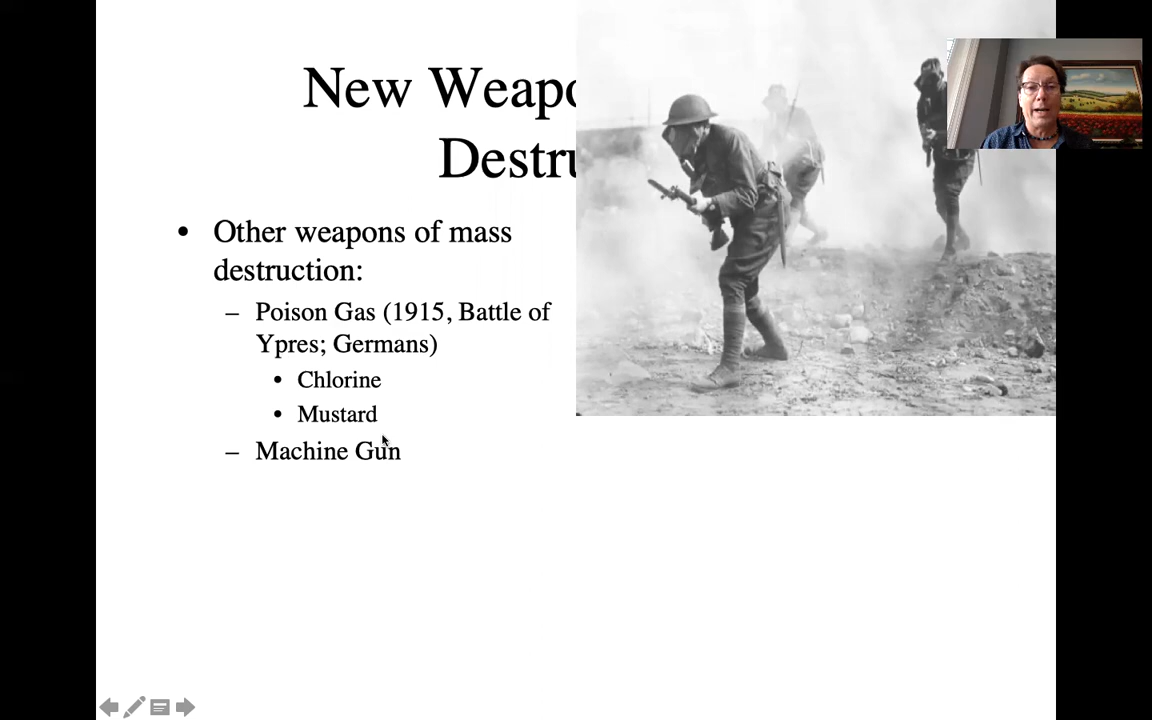 New Weapo
Destru
• Other weapons of mass
destruction:
– Poison Gas (1915, Battle of
Ypres; Germans)
• Chlorine
• Mustard
– Machine Gun